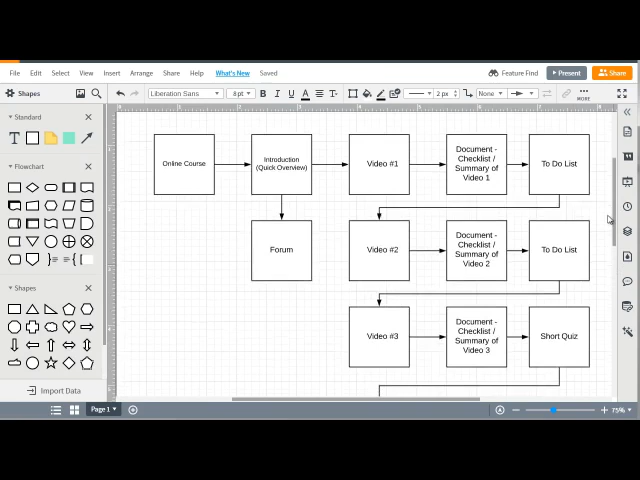 File Edit Select View Insert Arrange Share Help What's New Saved Feature Find Present Share
Shapes Liberation Sans 8pt B I U A T 2 px None MORE
Standard
T
Flowchart
Shapes
Import Data
Online Course
Introduction
(Quick Overview)
Video #1
Document -
Checklist /
Summary of
Video 1
To Do List
Forum
Video #2
Document -
Checklist /
Summary of
Video 2
To Do List
Video #3
Document -
Checklist /
Summary of
Video 3
Short Quiz
Page 1 75%